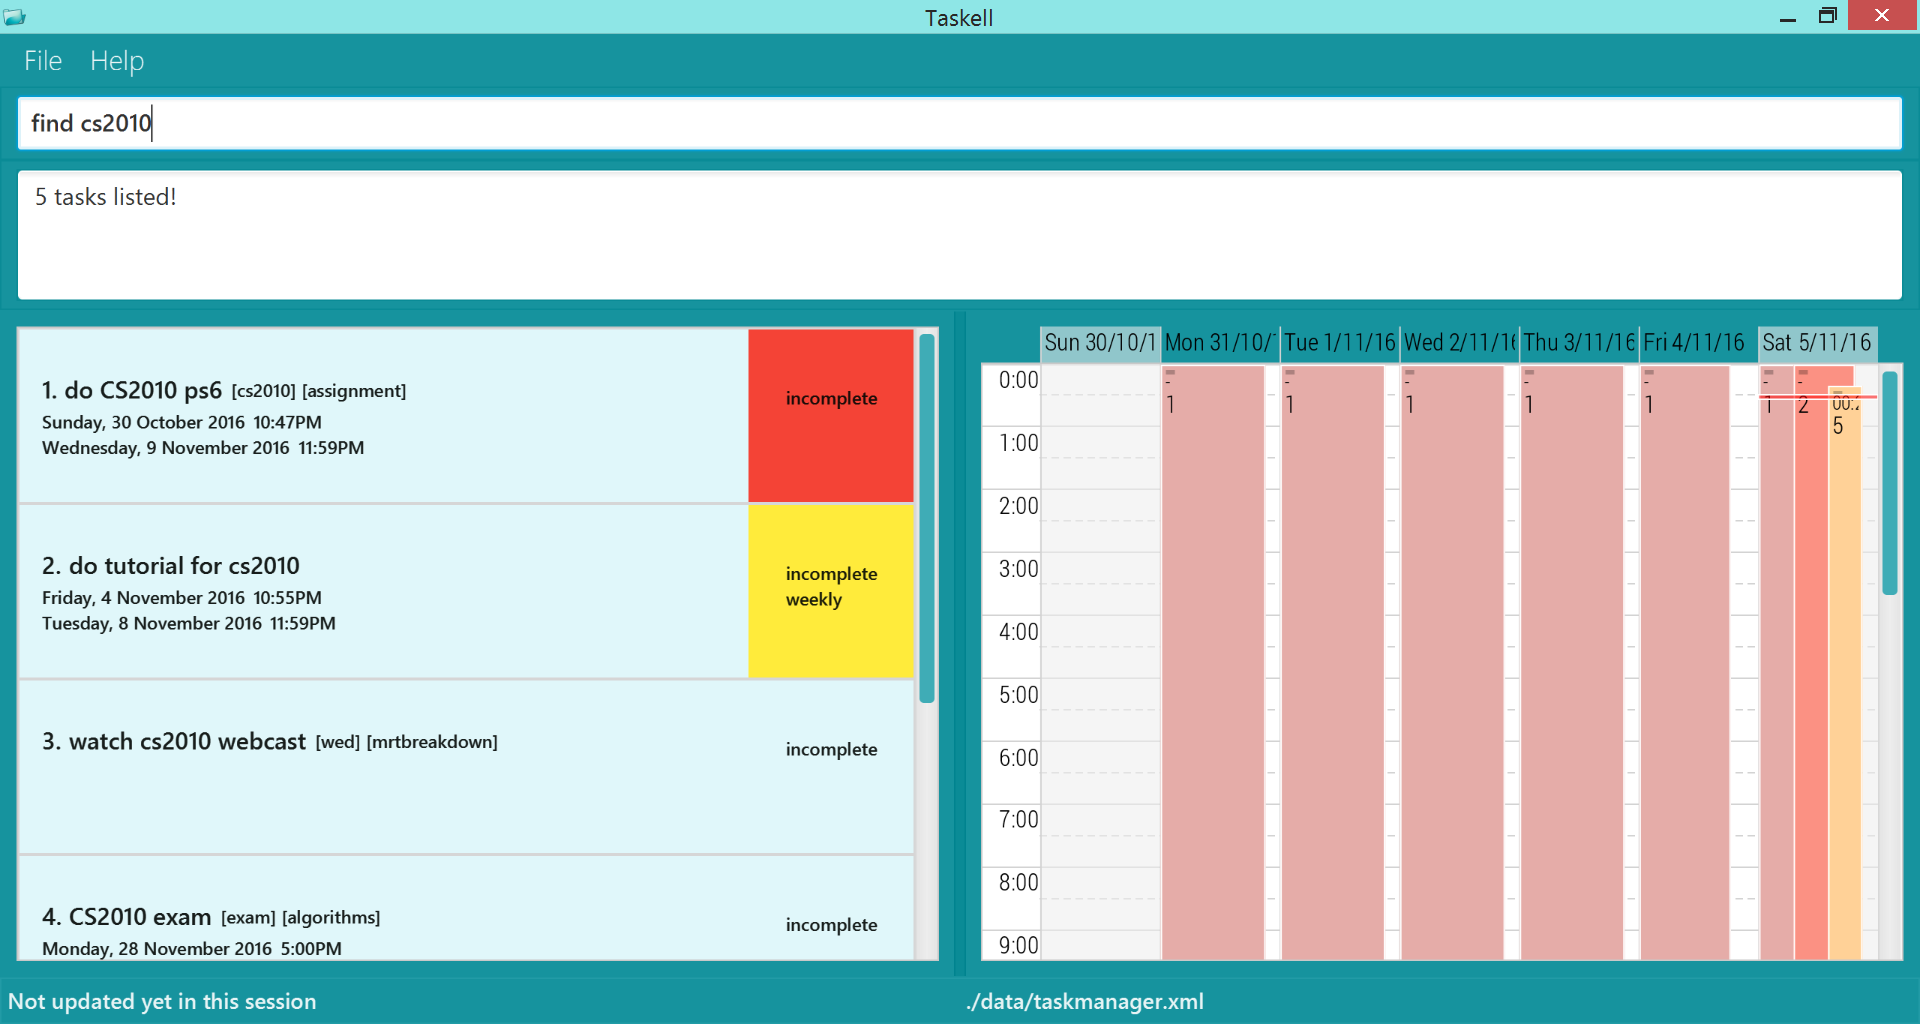 Taskell
File Help
find cs2010
5 tasks listed!
1. do CS2010 ps6 [cs2010] [assignment]
incomplete
Sunday, 30 October 2016 10:47PM
Wednesday, 9 November 2016 11:59PM
2. do tutorial for cs2010
incomplete
weekly
Friday, 4 November 2016 10:55PM
Tuesday, 8 November 2016 11:59PM
3. watch cs2010 webcast [wed] [mrtbreakdown]
incomplete
4. CS2010 exam [exam] [algorithms]
incomplete
Monday, 28 November 2016 5:00PM
Sun 30/10/1 Mon 31/10/ Tue 1/11/16 Wed 2/11/16 Thu 3/11/16 Fri 4/11/16 Sat 5/11/16
0:00
- - - - - - -
1 1 1 1 1 1 2 00:
5
1:00
2:00
3:00
4:00
5:00
6:00
7:00
8:00
9:00
Not updated yet in this session
./data/taskmanager.xml